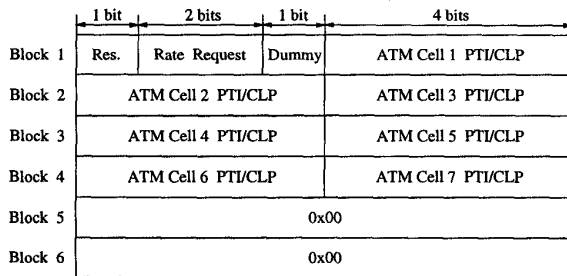 1 bit 2 bits 1 bit 4 bits
Block 1 Res. Rate Request Dummy ATM Cell 1 PTI/CLP
Block 2 ATM Cell 2 PTI/CLP ATM Cell 3 PTI/CLP
Block 3 ATM Cell 4 PTI/CLP ATM Cell 5 PTI/CLP
Block 4 ATM Cell 6 PTI/CLP ATM Cell 7 PTI/CLP
Block 5 0x00
Block 6 0x00